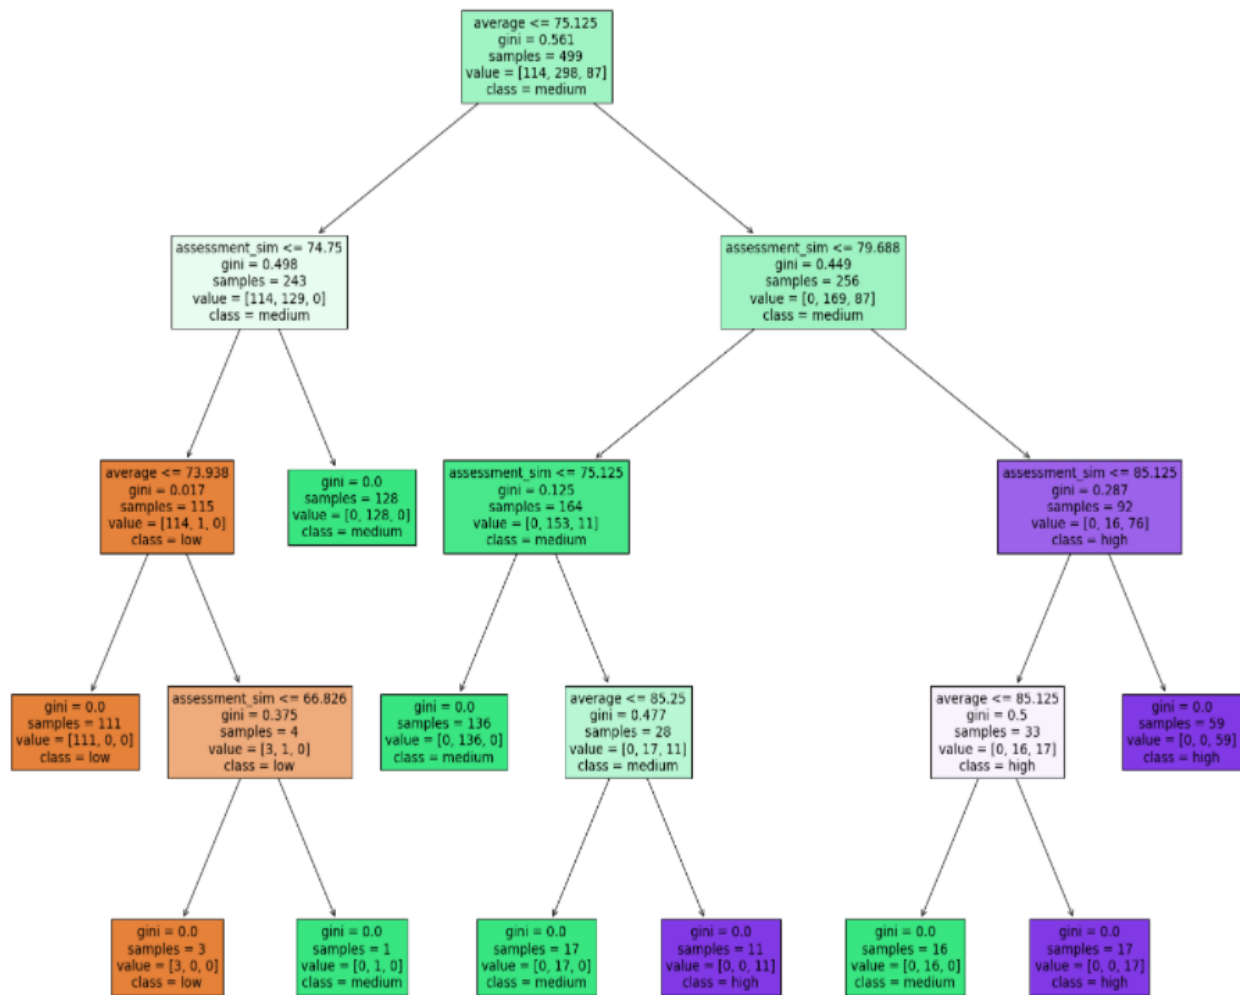 average <= 75.125
gini = 0.561
samples = 499
value = [114, 298, 87]
class = medium
assessment_sim <= 74.75
gini = 0.498
samples = 243
value = [114, 129, 0]
class = medium
assessment_sim <= 79.688
gini = 0.449
samples = 256
value = [0, 169, 87]
class = medium
average <= 73.938
gini = 0.017
samples = 115
value = [114, 1, 0]
class = low
gini = 0.0
samples = 128
value = [0, 128, 0]
class = medium
assessment_sim <= 75.125
gini = 0.125
samples = 164
value = [0, 153, 11]
class = medium
assessment_sim <= 85.125
gini = 0.287
samples = 92
value = [0, 16, 76]
class = high
gini = 0.0
samples = 111
value = [111, 0, 0]
class = low
assessment_sim <= 66.826
gini = 0.375
samples = 4
value = [3, 1, 0]
class = low
gini = 0.0
samples = 136
value = [0, 136, 0]
class = medium
average <= 85.25
gini = 0.477
samples = 28
value = [0, 17, 11]
class = medium
average <= 85.125
gini = 0.5
samples = 33
value = [0, 16, 17]
class = high
gini = 0.0
samples = 59
value = [0, 0, 59]
class = high
gini = 0.0
samples = 3
value = [3, 0, 0]
class = low
gini = 0.0
samples = 1
value = [0, 1, 0]
class = medium
gini = 0.0
samples = 17
value = [0, 17, 0]
class = medium
gini = 0.0
samples = 11
value = [0, 0, 11]
class = high
gini = 0.0
samples = 16
value = [0, 16, 0]
class = medium
gini = 0.0
samples = 17
value = [0, 0, 17]
class = high